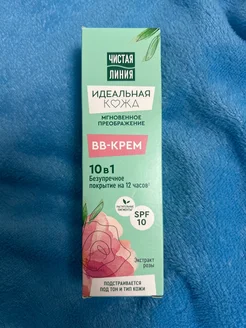 ЧИСТАЯ
ЛИНИЯ
ИДЕАЛЬНАЯ
КОЖА
МГНОВЕННОЕ
ПРЕОБРАЖЕНИЕ
BB-КРЕМ
10 в 1
Безупречное
покрытие на 12 часов
SPF
10
Экстракт
розы
ПОДСТРАИВАЕТСЯ
ПОД ТОН И ТИП КОЖИ